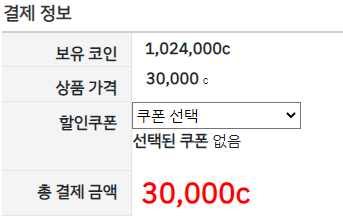 결제 정보
보유 코인 1,024,000c
상품 가격 30,000 c
할인쿠폰 쿠폰 선택
선택된 쿠폰 없음
총 결제 금액 30,000c